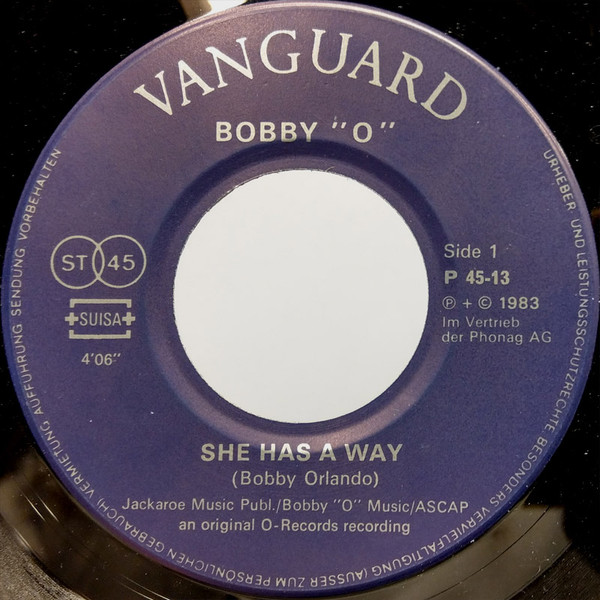 VANGUARD
BOBBY "O"
URHEBER- UND LEISTUNGSSCHUTZRECHTE BESONDERS VERVIELFÄLTIGUNG (AUSSER ZUM PERSÖNLICHEN GEBRAUCH) VERMIETUNG AUFFÜHRUNG SENDUNG VORBEHALTEN
ST 45
SUISA
4'06"
Side 1
P 45-13
℗ + © 1983
Im Vertrieb
der Phonag AG
SHE HAS A WAY
(Bobby Orlando)
Jackaroe Music Publ./Bobby "O" Music/ASCAP
an original O-Records recording